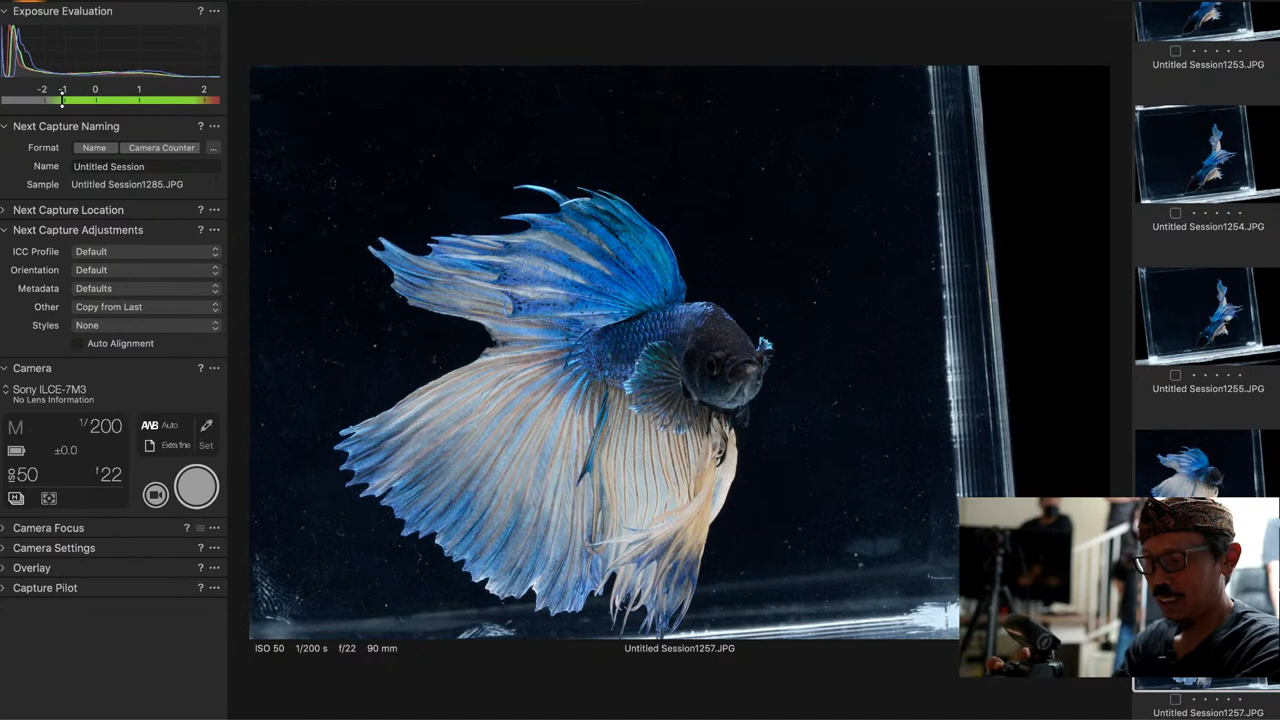 Exposure Evaluation ? ...
-2 -1 0 1 2
Next Capture Naming ? ...
Format Name Camera Counter ...
Name Untitled Session
Sample Untitled Session1285.JPG
Next Capture Location ? ...
Next Capture Adjustments ? ...
ICC Profile Default
Orientation Default
Metadata Defaults
Other Copy from Last
Styles None
Auto Alignment
Camera ? ...
Sony ILCE-7M3
No Lens Information
M 1/200
AWB Auto
±0.0
Extra fine Set
ISO 50 f22
Camera Focus ? ...
Camera Settings ? ...
Overlay ? ...
Capture Pilot ? ...
ISO 50 1/200 s f/22 90 mm
Untitled Session1257.JPG
Untitled Session1253.JPG
Untitled Session1254.JPG
Untitled Session1255.JPG
Untitled Session1257.JPG